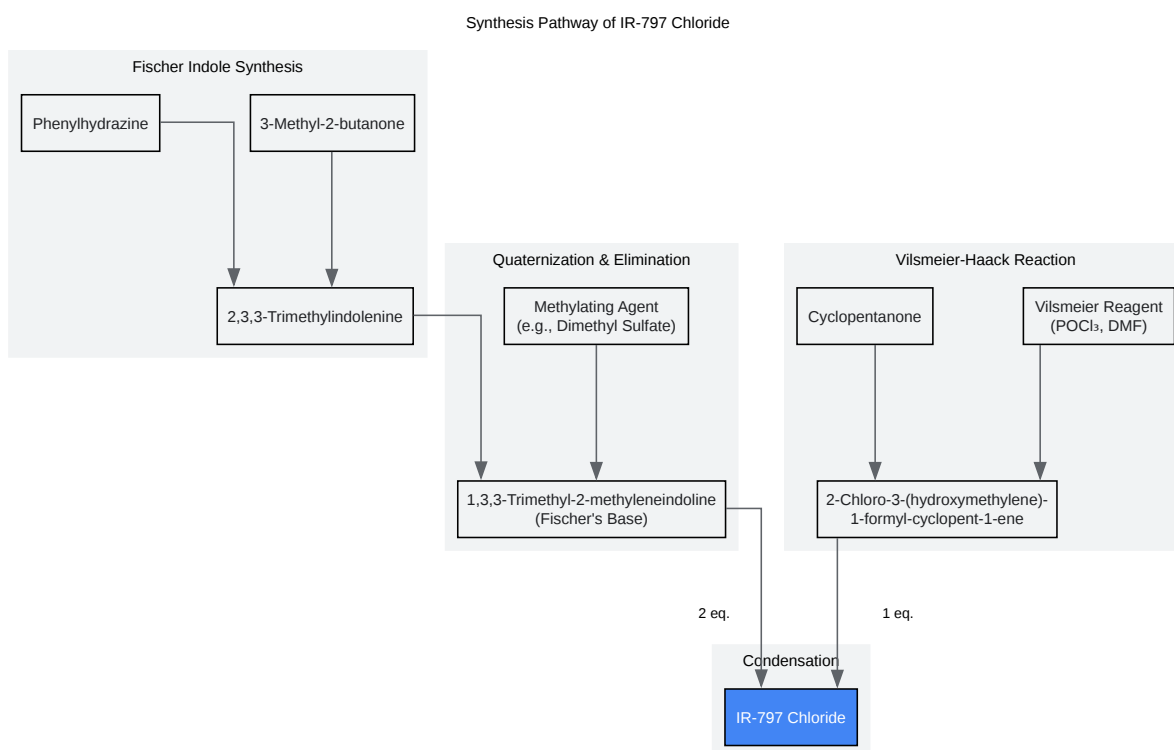 Synthesis Pathway of IR-797 Chloride
Fischer Indole Synthesis
Phenylhydrazine
3-Methyl-2-butanone
2,3,3-Trimethylindolenine
Quaternization & Elimination
Methylating Agent
(e.g., Dimethyl Sulfate)
1,3,3-Trimethyl-2-methyleneindoline
(Fischer's Base)
Vilsmeier-Haack Reaction
Cyclopentanone
Vilsmeier Reagent
(POCl₃, DMF)
2-Chloro-3-(hydroxymethylene)-
1-formyl-cyclopent-1-ene
2 eq.
1 eq.
Condensation
IR-797 Chloride